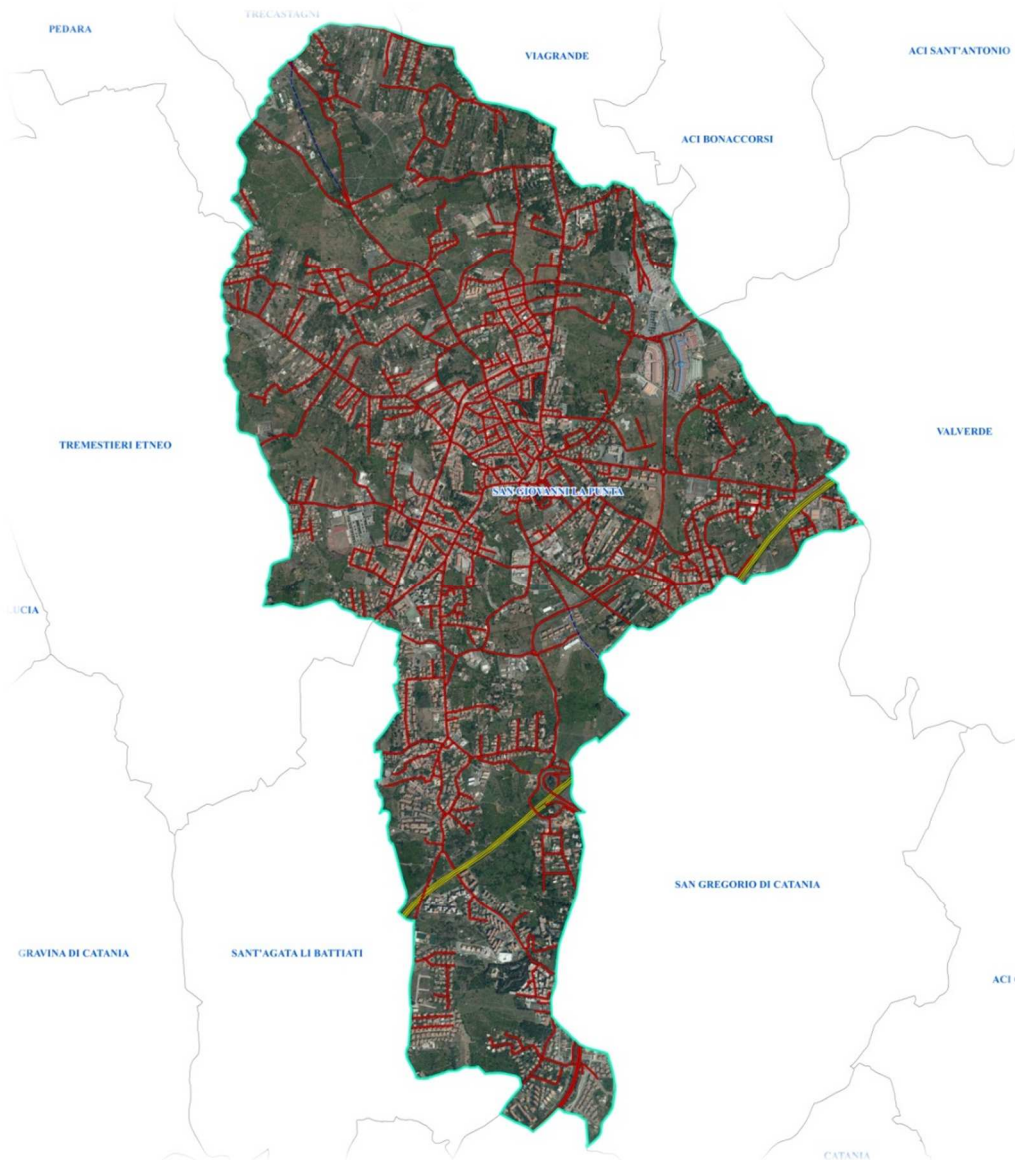 TRECASTAGNI
PEDARA
VIAGRANDE
ACI SANT'ANTONIO
ACI BONACCORSI
TREMESTIERI ETNEO
VALVERDE
SAN GIOVANNI LA PUNTA
UCIA
SAN GREGORIO DI CATANIA
GRAVINA DI CATANIA
SANT'AGATA LI BATTIATI
ACI
CATANIA